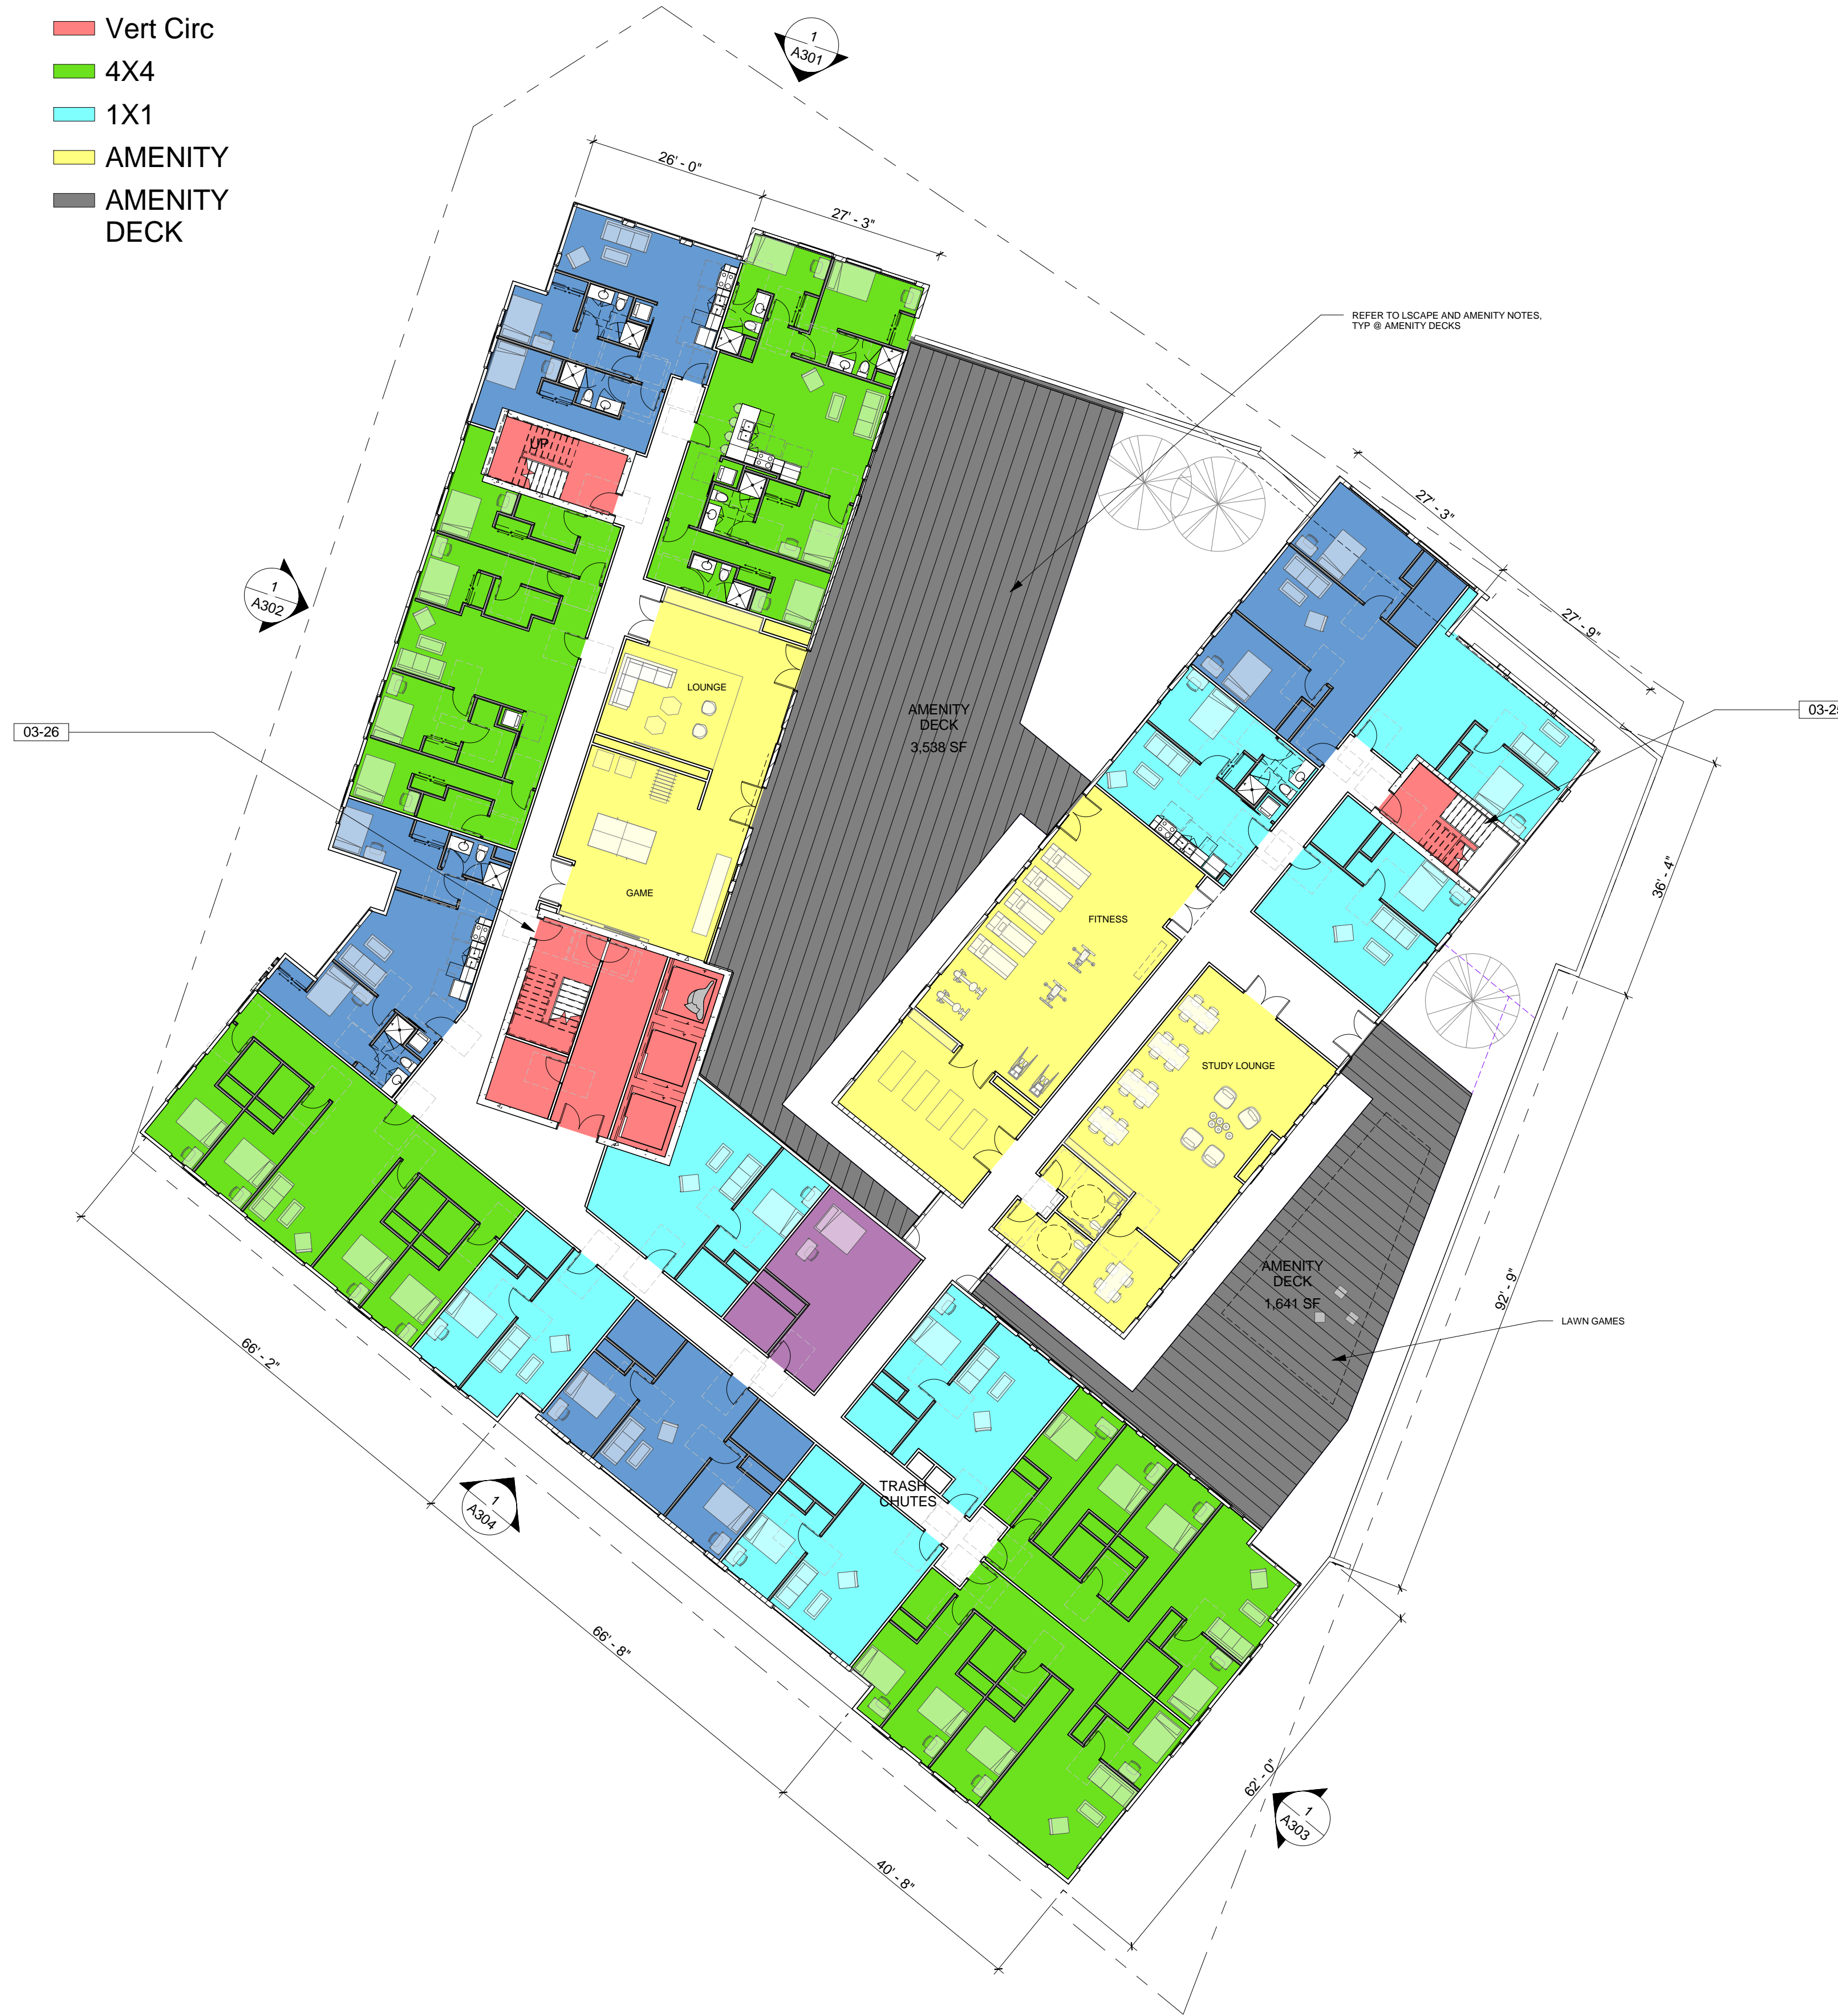 Vert Circ
4X4
1X1
AMENITY
AMENITY
DECK
1
A301
26' - 0"
27' - 3"
REFER TO LSCAPE AND AMENITY NOTES,
TYP @ AMENITY DECKS
UP
27' - 3"
1
A302
27' - 9"
LOUNGE
AMENITY
DECK
3,538 SF
03-26
03-25
36' - 4"
GAME
FITNESS
STUDY LOUNGE
AMENITY
DECK
1,641 SF
92' - 9"
LAWN GAMES
66' - 2"
1
A304
TRASH
CHUTES
66' - 8"
62' - 0"
1
A303
40' - 8"